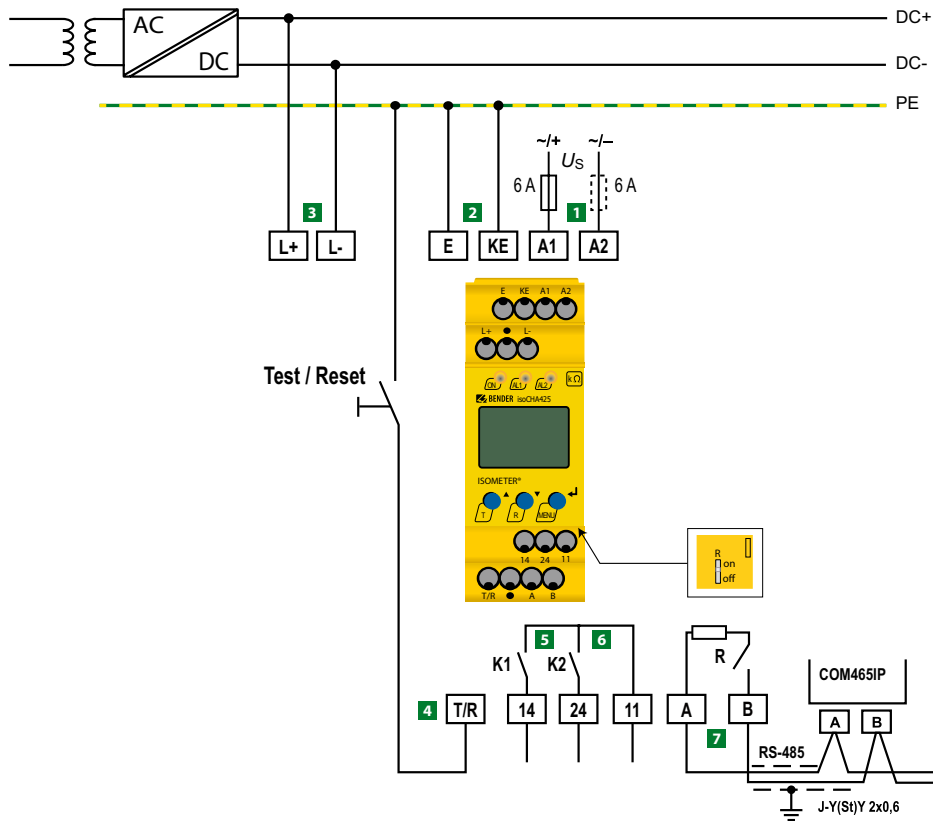 AC
DC
DC+
DC-
PE
~/+
~/–
US
6 A
6 A
3
2
1
L+
L-
E
KE
A1
A2
E KE A1 A2
L+ L-
Test / Reset
ON AL1 AL2 kΩ
BENDER isoCHA425
ISOMETER®
T R MENU
14 24 11
T/R A B
R
on
off
5
6
K1
K2
R
COM465IP
4
T/R
14
24
11
A
B
A
B
7
RS-485
J-Y(St)Y 2x0,6